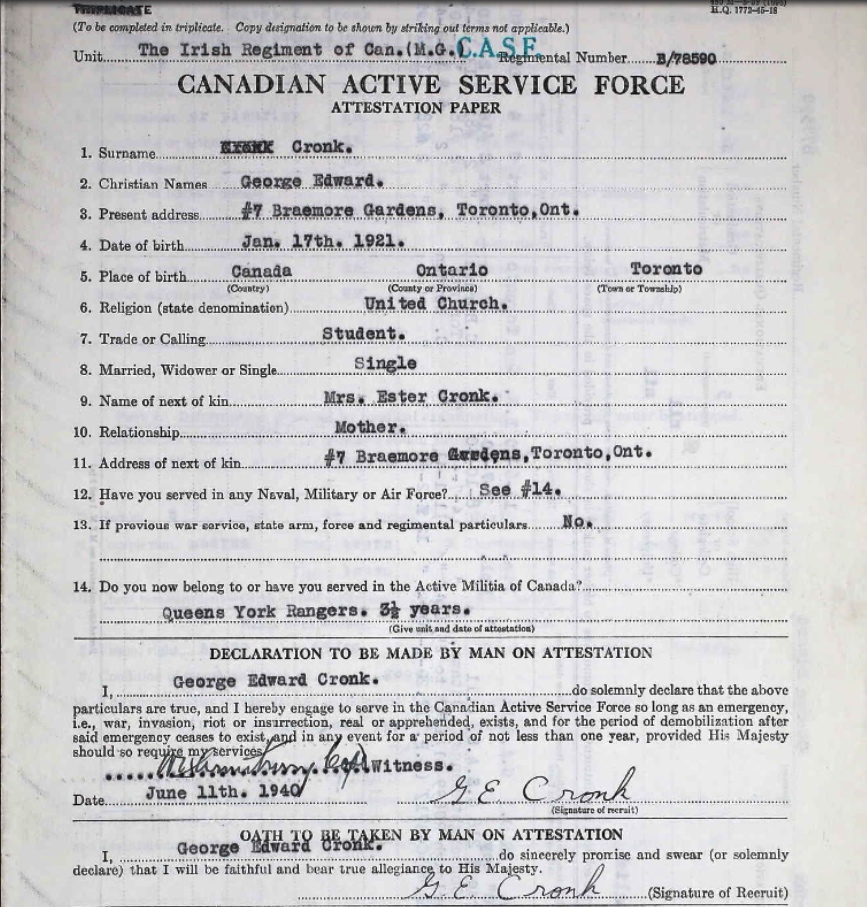 TRIPLICATE
H.Q. 1772-45-18
(To be completed in triplicate. Copy designation to be shown by striking out terms not applicable.)
Unit The Irish Regiment of Can.(M.G.) C.A.S.F. Regimental Number B/78590
CANADIAN ACTIVE SERVICE FORCE
ATTESTATION PAPER
1. Surname Cronk.
2. Christian Names George Edward.
3. Present address #7 Braemore Gardens, Toronto,Ont.
4. Date of birth Jan. 17th. 1921.
5. Place of birth Canada Ontario Toronto
(Country) (County or Province) (Town or Township)
6. Religion (state denomination) United Church.
7. Trade or Calling Student.
8. Married, Widower or Single Single
9. Name of next of kin Mrs. Ester Cronk.
10. Relationship Mother.
11. Address of next of kin #7 Braemore Gardens,Toronto,Ont.
12. Have you served in any Naval, Military or Air Force? See #14.
13. If previous war service, state arm, force and regimental particulars No.
14. Do you now belong to or have you served in the Active Militia of Canada?
Queens York Rangers. 3½ years.
(Give unit and date of attestation)
DECLARATION TO BE MADE BY MAN ON ATTESTATION
I, George Edward Cronk. do solemnly declare that the above
particulars are true, and I hereby engage to serve in the Canadian Active Service Force so long as an emergency,
i.e., war, invasion, riot or insurrection, real or apprehended, exists, and for the period of demobilization after
said emergency ceases to exist, and in any event for a period of not less than one year, provided His Majesty
should so require my services.
Witness.
Date June 11th. 1940 G E Cronk
(Signature of recruit)
OATH TO BE TAKEN BY MAN ON ATTESTATION
I, George Edward Cronk. do sincerely promise and swear (or solemnly
declare) that I will be faithful and bear true allegiance to His Majesty.
G. E. Cronk (Signature of Recruit)